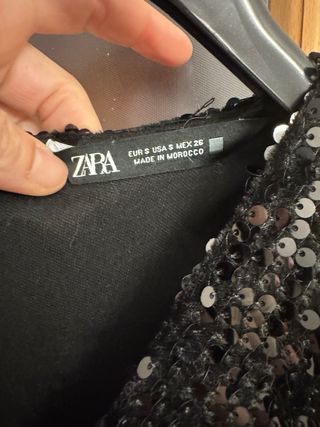 ZARA
EUR S USA S MEX 26
MADE IN MOROCCO